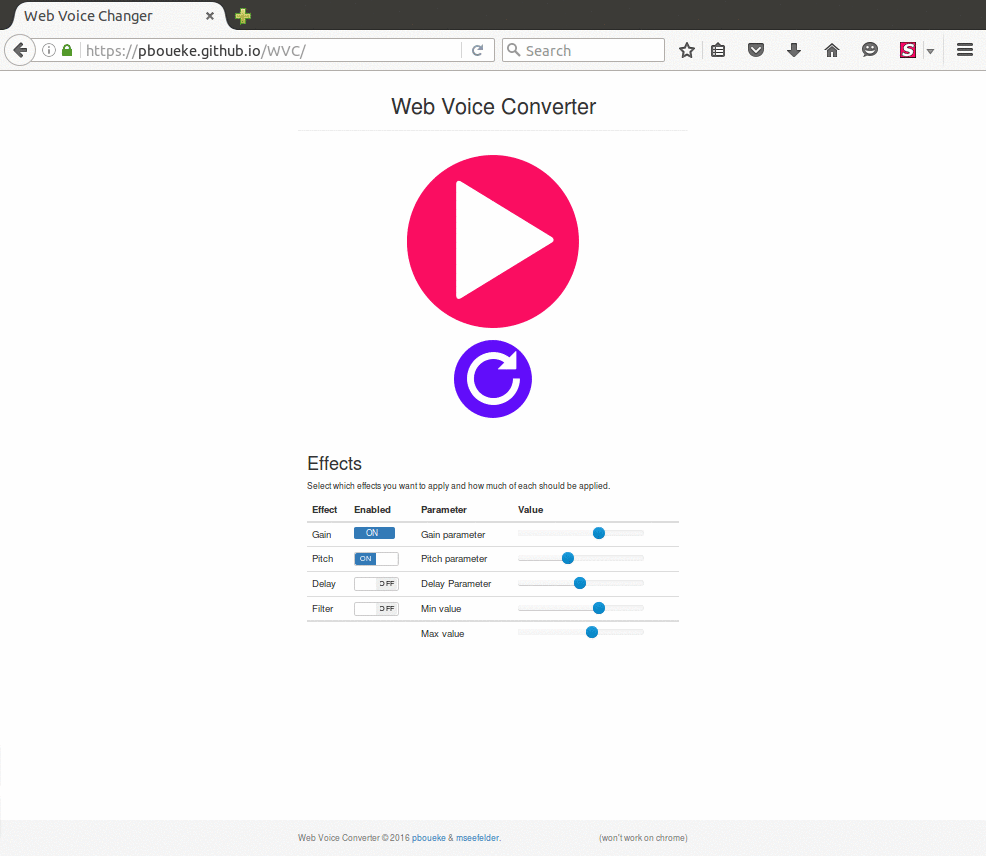 Web Voice Changer
https://pboueke.github.io/WVC/
Search
Web Voice Converter
Effects
Select which effects you want to apply and how much of each should be applied.
Effect Enabled Parameter Value
Gain ON Gain parameter
Pitch ON Pitch parameter
Delay OFF Delay Parameter
Filter OFF Min value
Max value
Web Voice Converter © 2016 pboueke & mseefelder. (won't work on chrome)